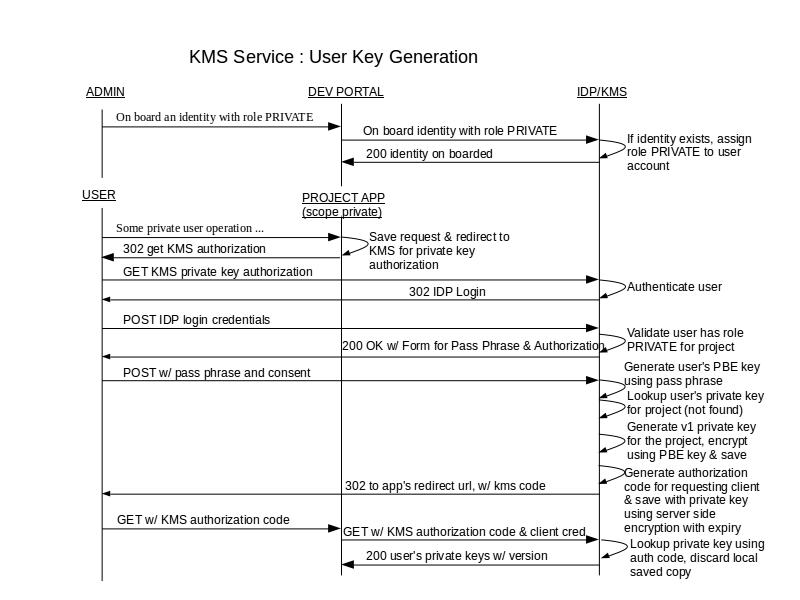 KMS Service : User Key Generation
ADMIN
DEV PORTAL
IDP/KMS
On board an identity with role PRIVATE
On board identity with role PRIVATE
If identity exists, assign
role PRIVATE to user
account
200 identity on boarded
USER
PROJECT APP
(scope private)
Some private user operation ...
Save request & redirect to
KMS for private key
authorization
302 get KMS authorization
GET KMS private key authorization
Authenticate user
302 IDP Login
POST IDP login credentials
Validate user has role
PRIVATE for project
200 OK w/ Form for Pass Phrase & Authorization
POST w/ pass phrase and consent
Generate user's PBE key
using pass phrase
Lookup user's private key
for project (not found)
Generate v1 private key
for the project, encrypt
using PBE key & save
Generate authorization
code for requesting client
& save with private key
using server side
encryption with expiry
302 to app's redirect url, w/ kms code
GET w/ KMS authorization code
GET w/ KMS authorization code & client cred
Lookup private key using
auth code, discard local
saved copy
200 user's private keys w/ version